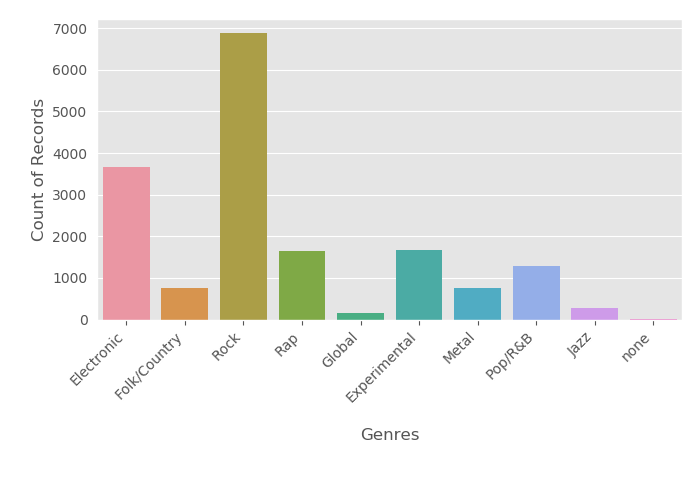 7000
6000
5000
4000
3000
2000
1000
0
Count of Records
Electronic
Folk/Country
Rock
Rap
Global
Experimental
Metal
Pop/R&B
Jazz
none
Genres